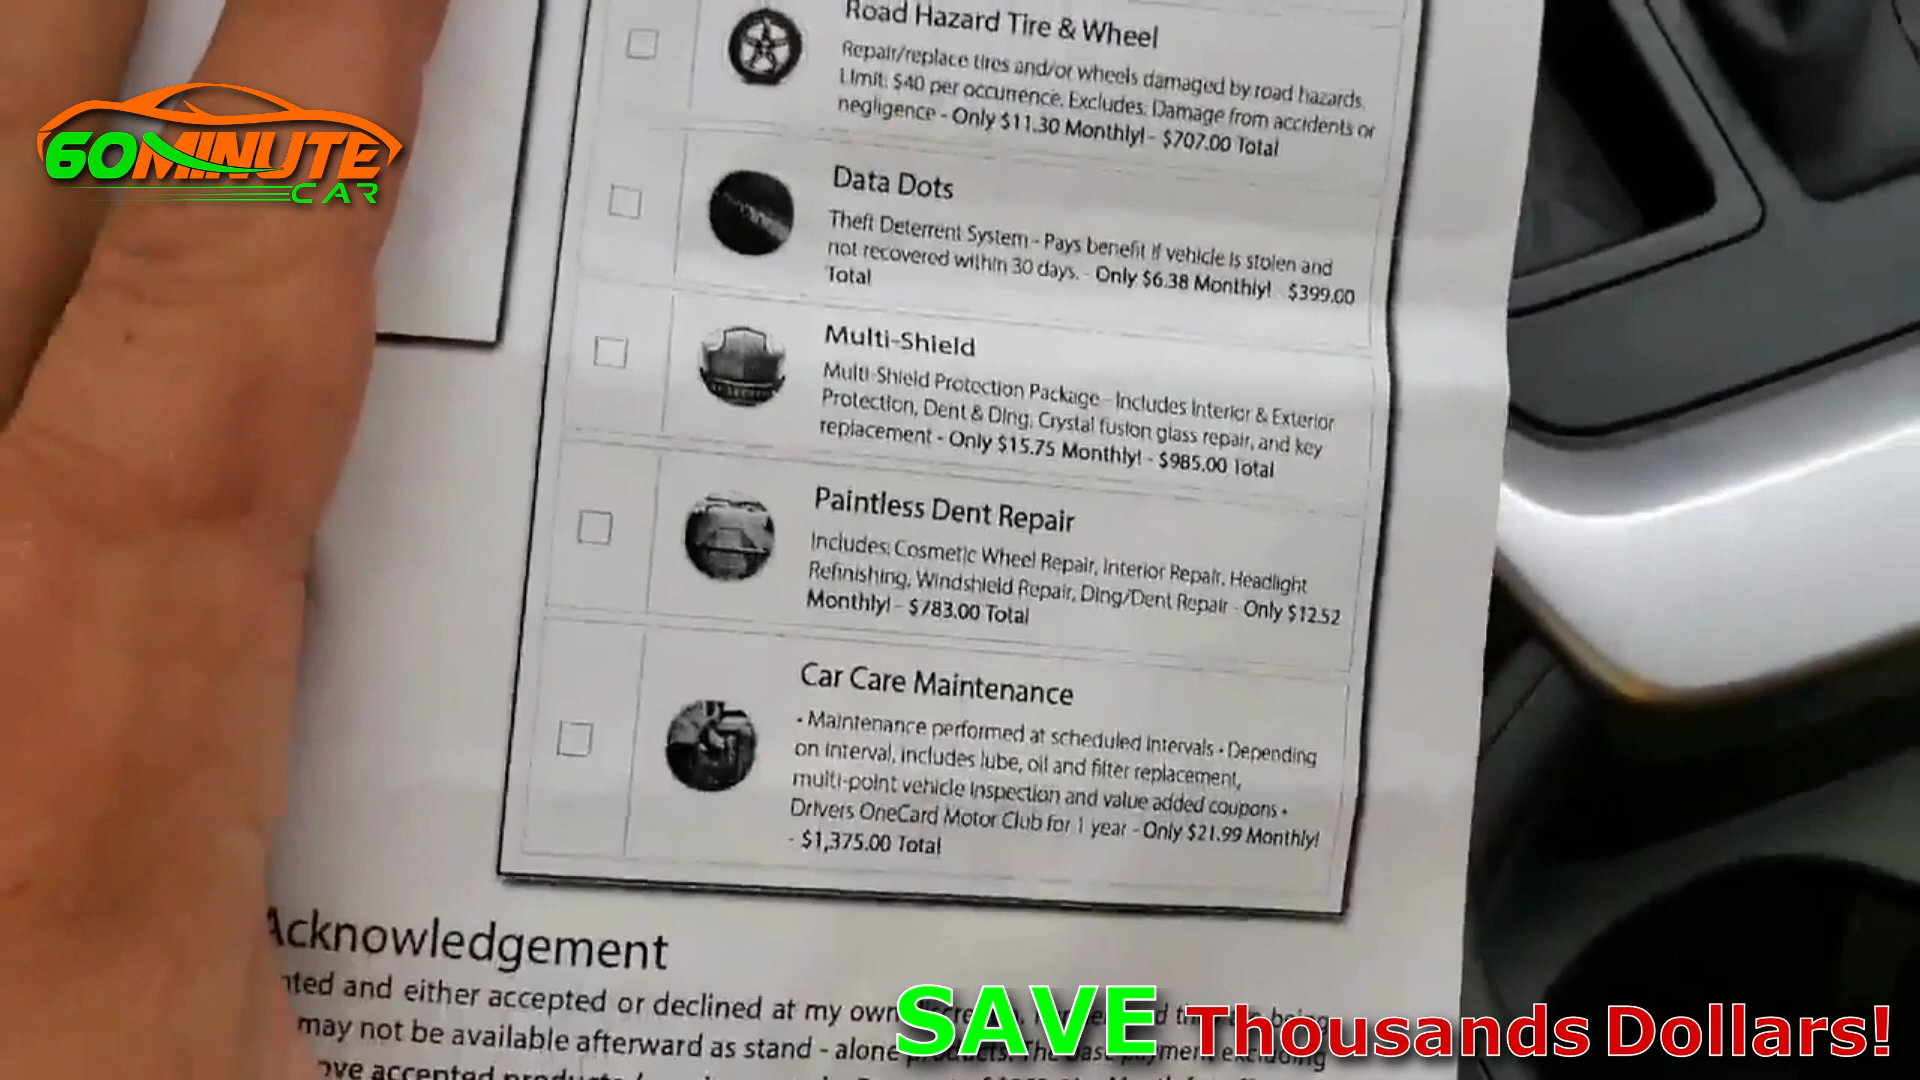 60MINUTE
CAR
Road Hazard Tire & Wheel
Repair/replace tires and/or wheels damaged by road hazards.
Limit: $40 per occurrence. Excludes: Damage from accidents or
negligence - Only $11.30 Monthly! - $707.00 Total
Data Dots
Theft Deterrent System - Pays benefit if vehicle is stolen and
not recovered within 30 days. - Only $6.38 Monthly! - $399.00
Total
Multi-Shield
Multi-Shield Protection Package - Includes Interior & Exterior
Protection, Dent & Ding, Crystal fusion glass repair, and key
replacement - Only $15.75 Monthly! - $985.00 Total
Paintless Dent Repair
Includes: Cosmetic Wheel Repair, Interior Repair, Headlight
Refinishing, Windshield Repair, Ding/Dent Repair - Only $12.52
Monthly! - $783.00 Total
Car Care Maintenance
• Maintenance performed at scheduled intervals • Depending
on interval, includes lube, oil and filter replacement,
multi-point vehicle inspection and value added coupons •
Drivers OneCard Motor Club for 1 year - Only $21.99 Monthly!
- $1,375.00 Total
Acknowledgement
and either accepted or declined at my own
may not be available afterward as stand - alone
accepted
SAVE Thousands Dollars!